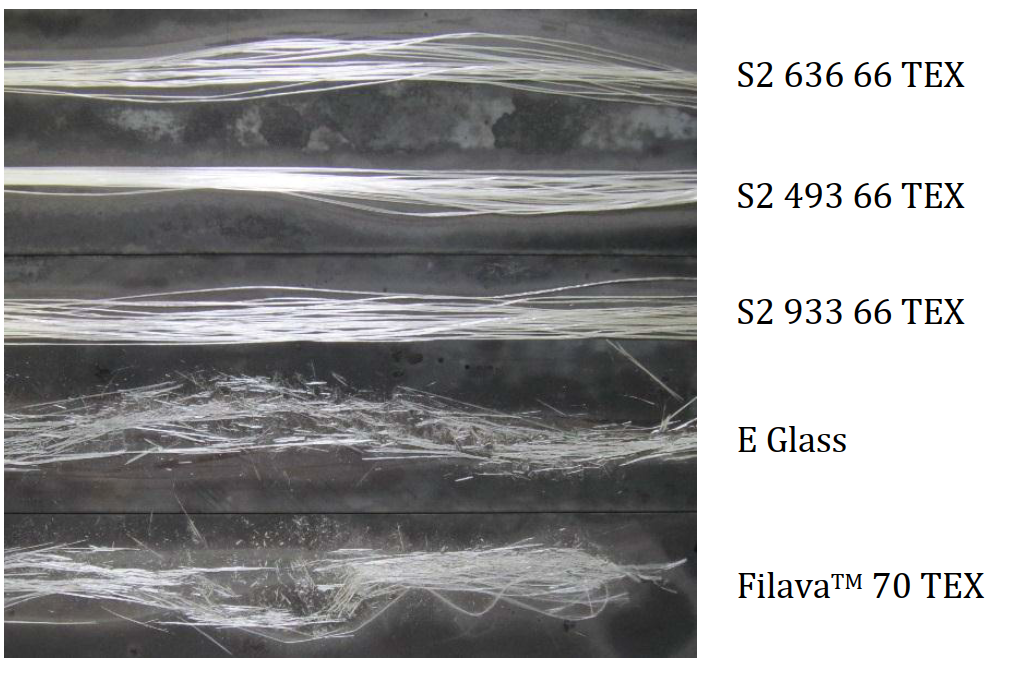 S2 636 66 TEX
S2 493 66 TEX
S2 933 66 TEX
E Glass
Filava™ 70 TEX